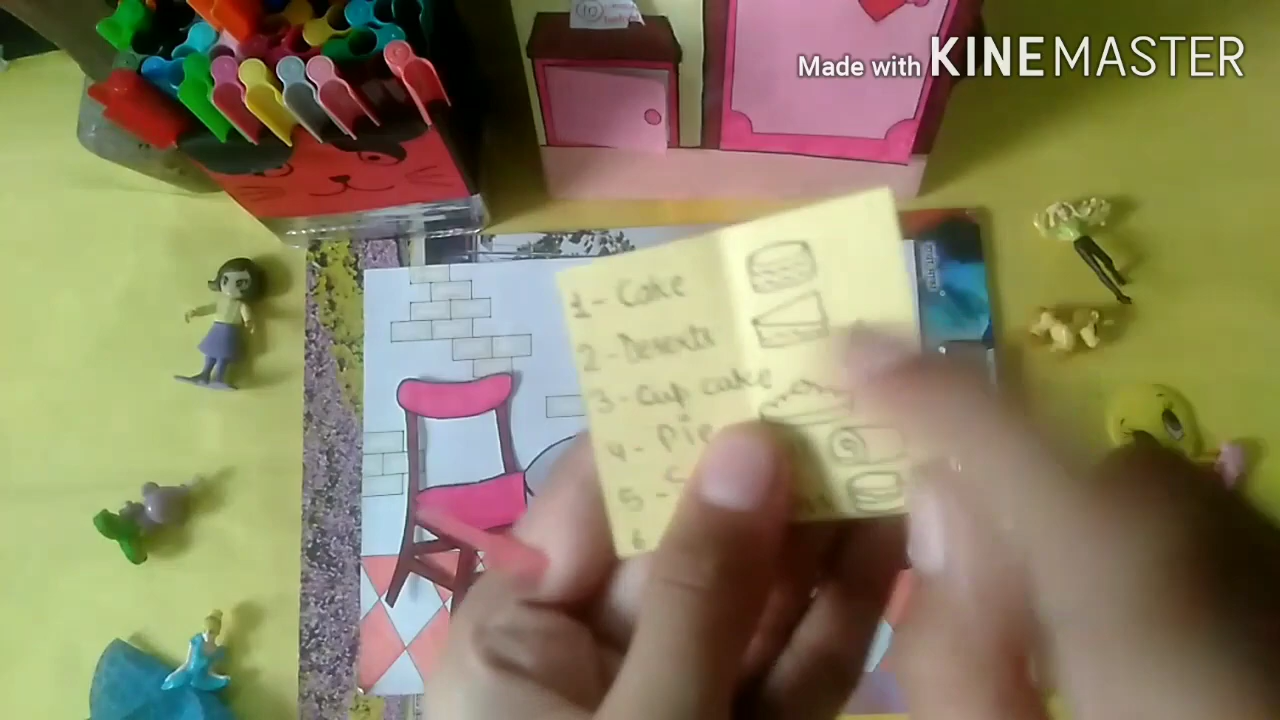 Made with KINEMASTER
1 - Cake
2 - Deserts
3 - Cup cake
4 - Pie
5 -
6